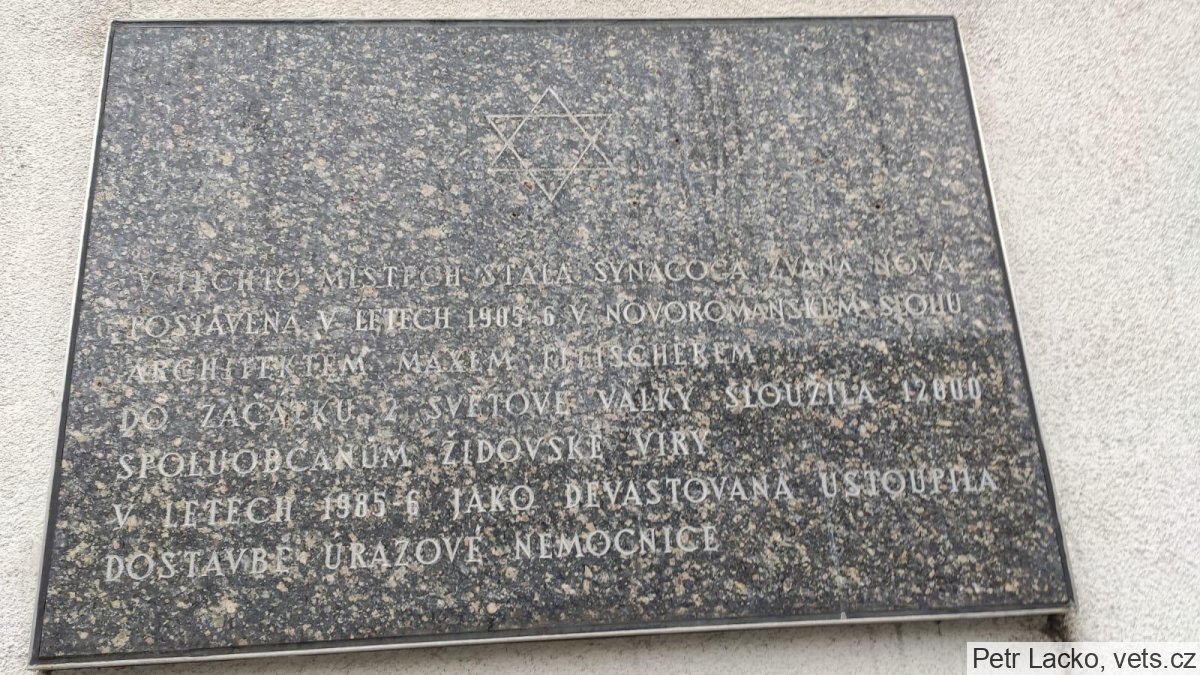 V TĚCHTO MÍSTECH STÁLA SYNAGOGA ZVANÁ NOVÁ
POSTAVENÁ V LETECH 1905-6 V NOVOROMÁNSKÉM SLOHU
ARCHITEKTEM MAXEM FLEISCHEREM
DO ZAČÁTKU 2 SVĚTOVÉ VÁLKY SLOUŽILA 12000
SPOLUOBČANŮM ŽIDOVSKÉ VÍRY
V LETECH 1985-6 JAKO DEVASTOVANÁ USTOUPILA
DOSTAVBĚ ÚRAZOVÉ NEMOCNICE
Petr Lacko, vets.cz